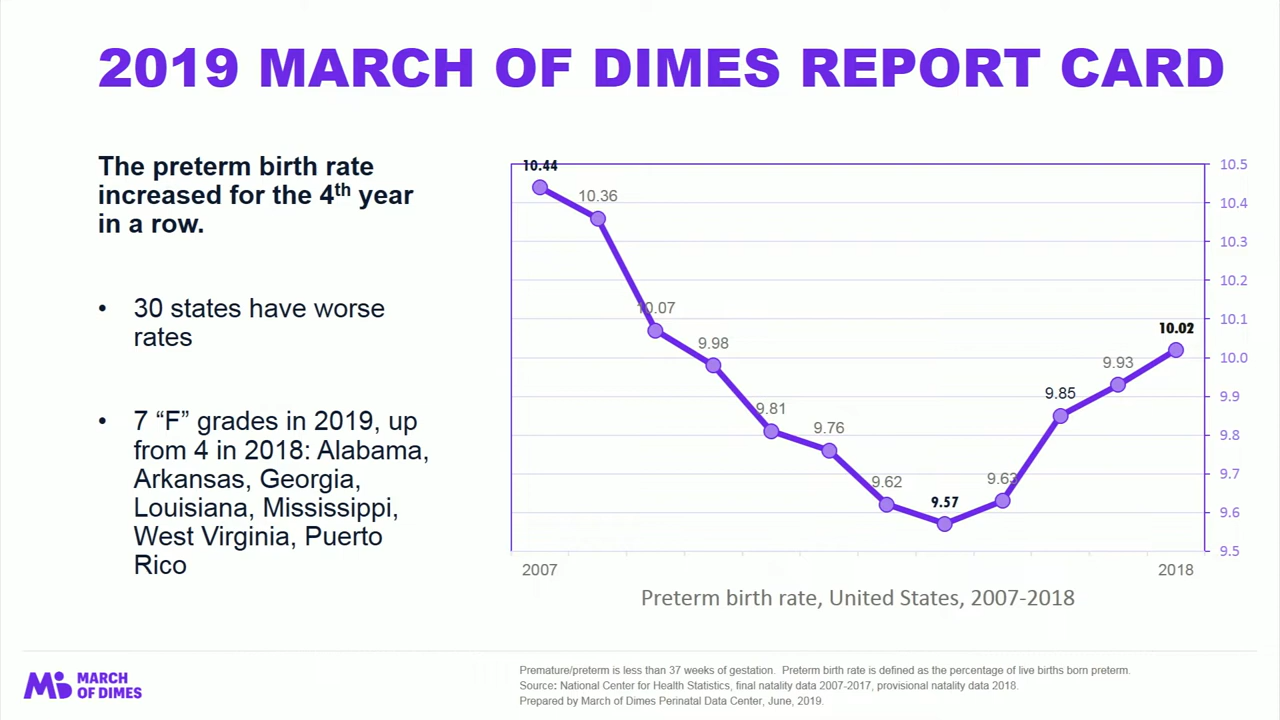 2019 MARCH OF DIMES REPORT CARD
The preterm birth rate
increased for the 4th year
in a row.
• 30 states have worse
rates
• 7 “F” grades in 2019, up
from 4 in 2018: Alabama,
Arkansas, Georgia,
Louisiana, Mississippi,
West Virginia, Puerto
Rico
10.44
10.36
10.07
9.98
9.81
9.76
9.62
9.57
9.63
9.85
9.93
10.02
10.5
10.4
10.3
10.2
10.1
10.0
9.9
9.8
9.7
9.6
9.5
2007
2018
Preterm birth rate, United States, 2007-2018
MARCH
OF DIMES
Premature/preterm is less than 37 weeks of gestation. Preterm birth rate is defined as the percentage of live births born preterm.
Source: National Center for Health Statistics, final natality data 2007-2017, provisional natality data 2018.
Prepared by March of Dimes Perinatal Data Center, June, 2019.